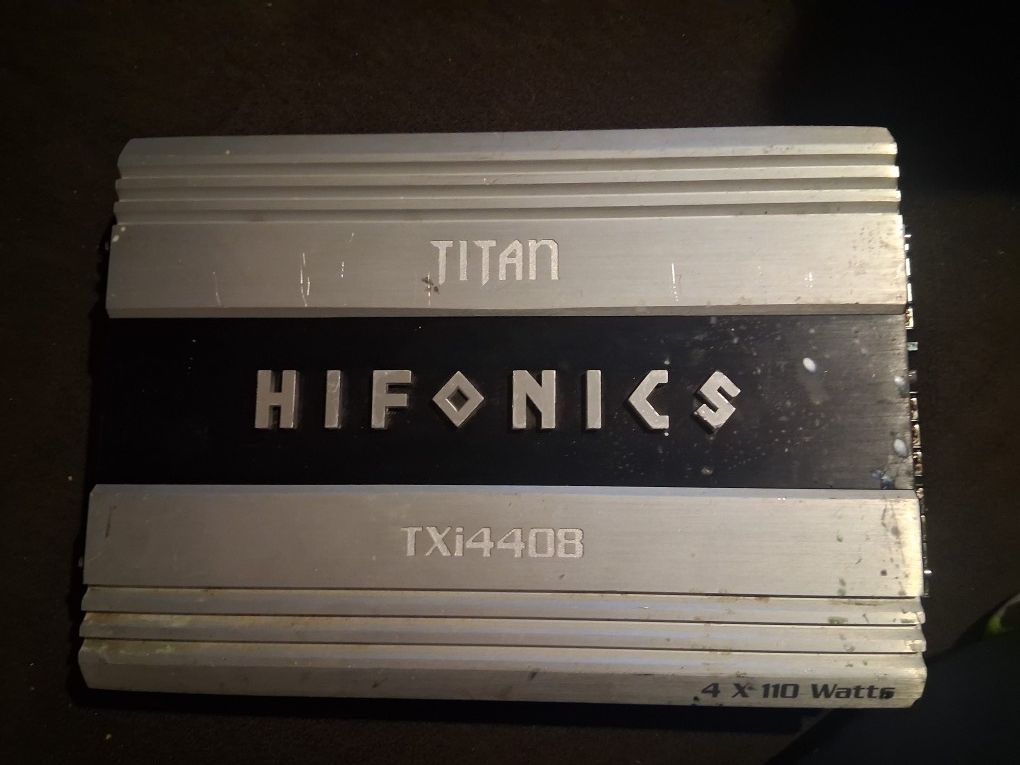 TITAN
HIFONICS
TXi4408
4 X 110 Watts